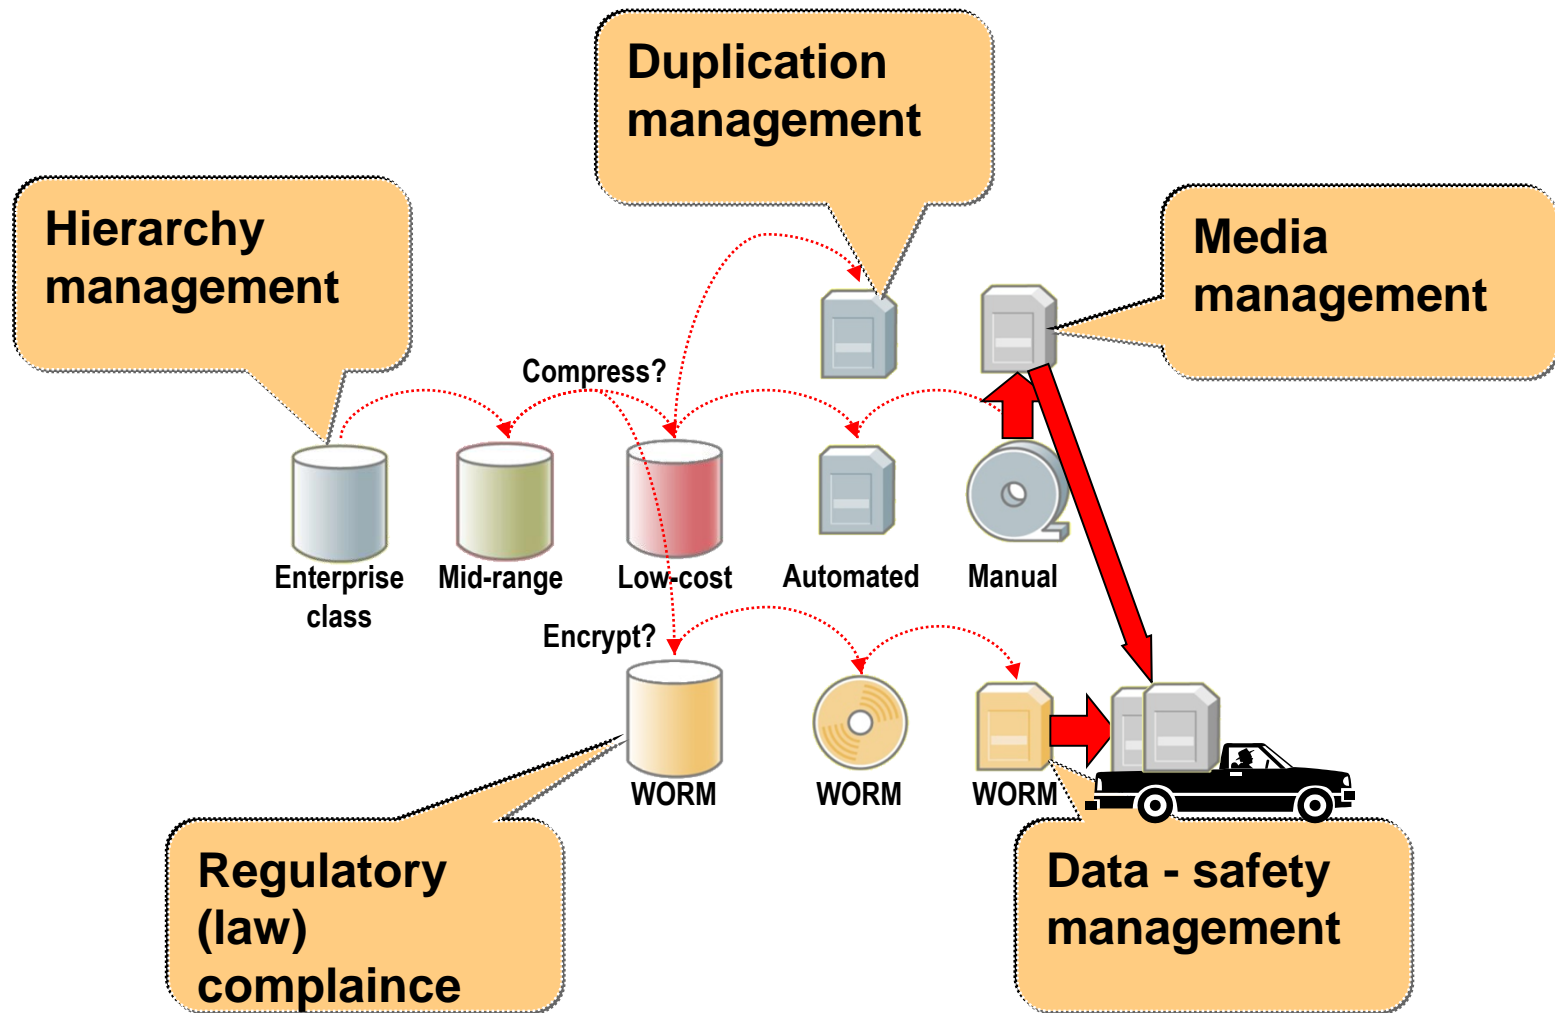 Duplication
management
Hierarchy
management
Media
management
Compress?
Enterprise
class
Mid-range
Low-cost
Automated
Manual
Encrypt?
WORM
WORM
WORM
Regulatory
(law)
complaince
Data - safety
management